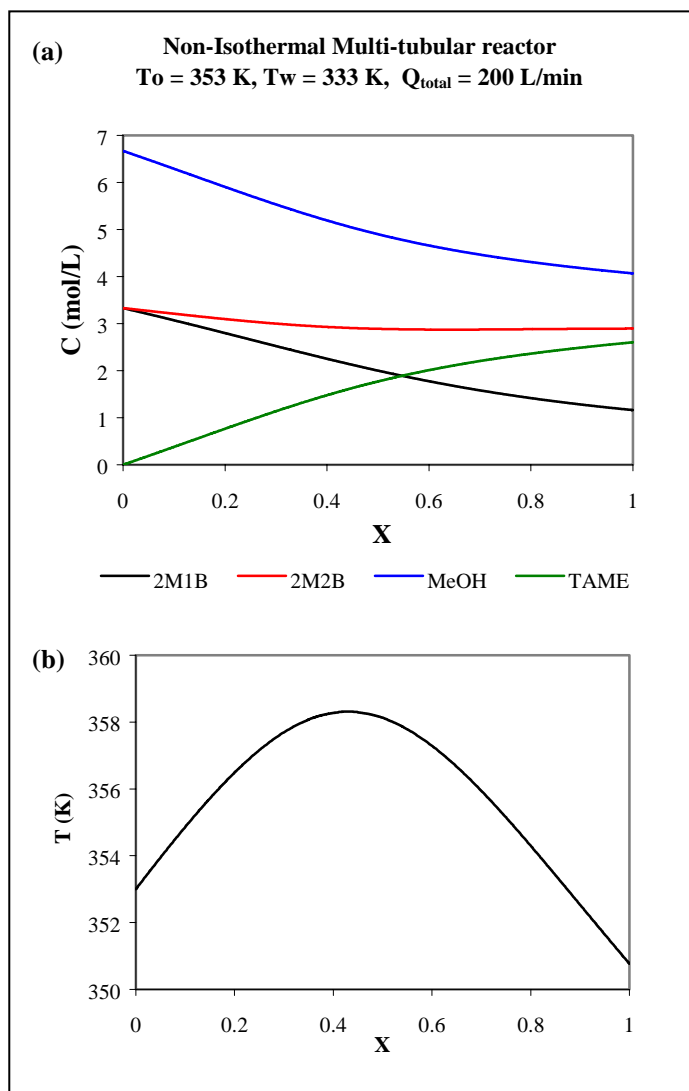 (a)
Non-Isothermal Multi-tubular reactor
To = 353 K, Tw = 333 K, Qtotal = 200 L/min
7
6
5
4
3
2
1
0
C (mol/L)
0 0.2 0.4 0.6 0.8 1
X
2M1B 2M2B MeOH TAME
(b)
360
358
356
354
352
350
T (K)
0 0.2 0.4 0.6 0.8 1
X